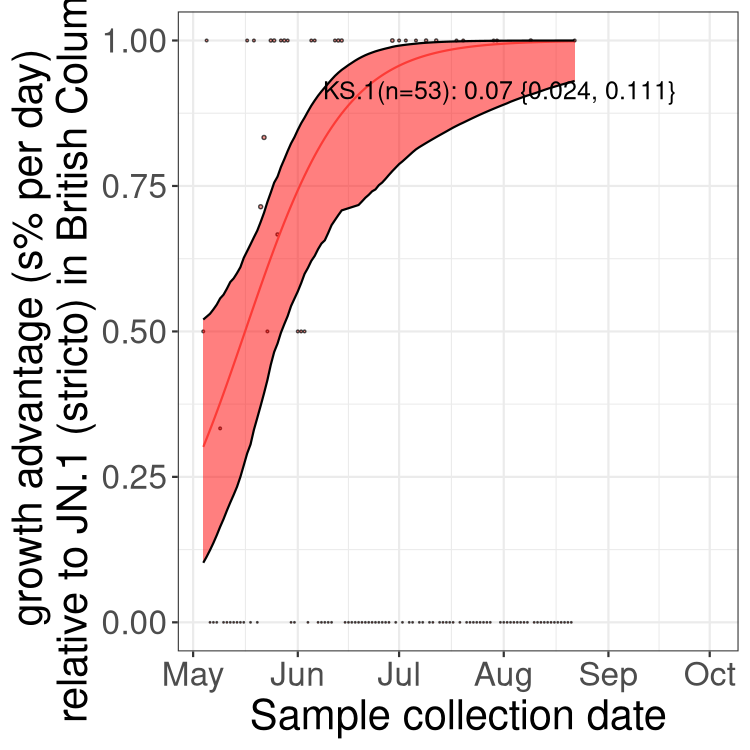 growth advantage (s% per day)
relative to JN.1 (stricto) in British Colum
1.00
0.75
0.50
0.25
0.00
KS.1(n=53): 0.07 {0.024, 0.111}
May Jun Jul Aug Sep Oct
Sample collection date